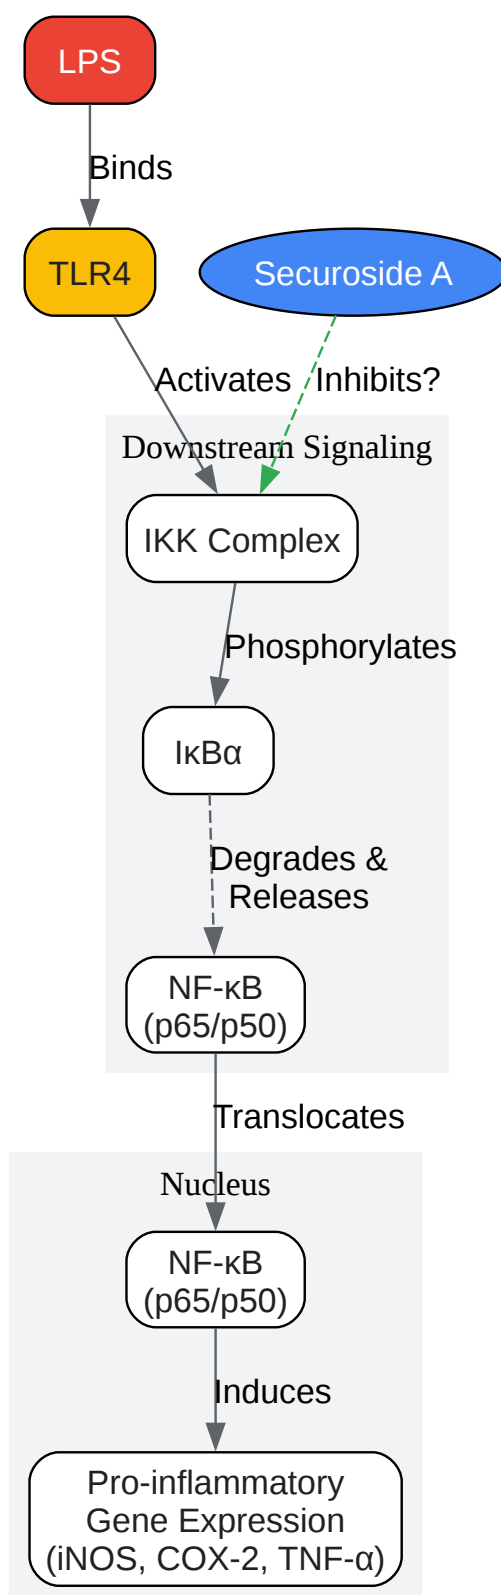 LPS
Binds
TLR4
Securoside A
Activates
Inhibits?
Downstream Signaling
IKK Complex
Phosphorylates
IκBα
Degrades &
Releases
NF-κB
(p65/p50)
Translocates
Nucleus
NF-κB
(p65/p50)
Induces
Pro-inflammatory
Gene Expression
(iNOS, COX-2, TNF-α)